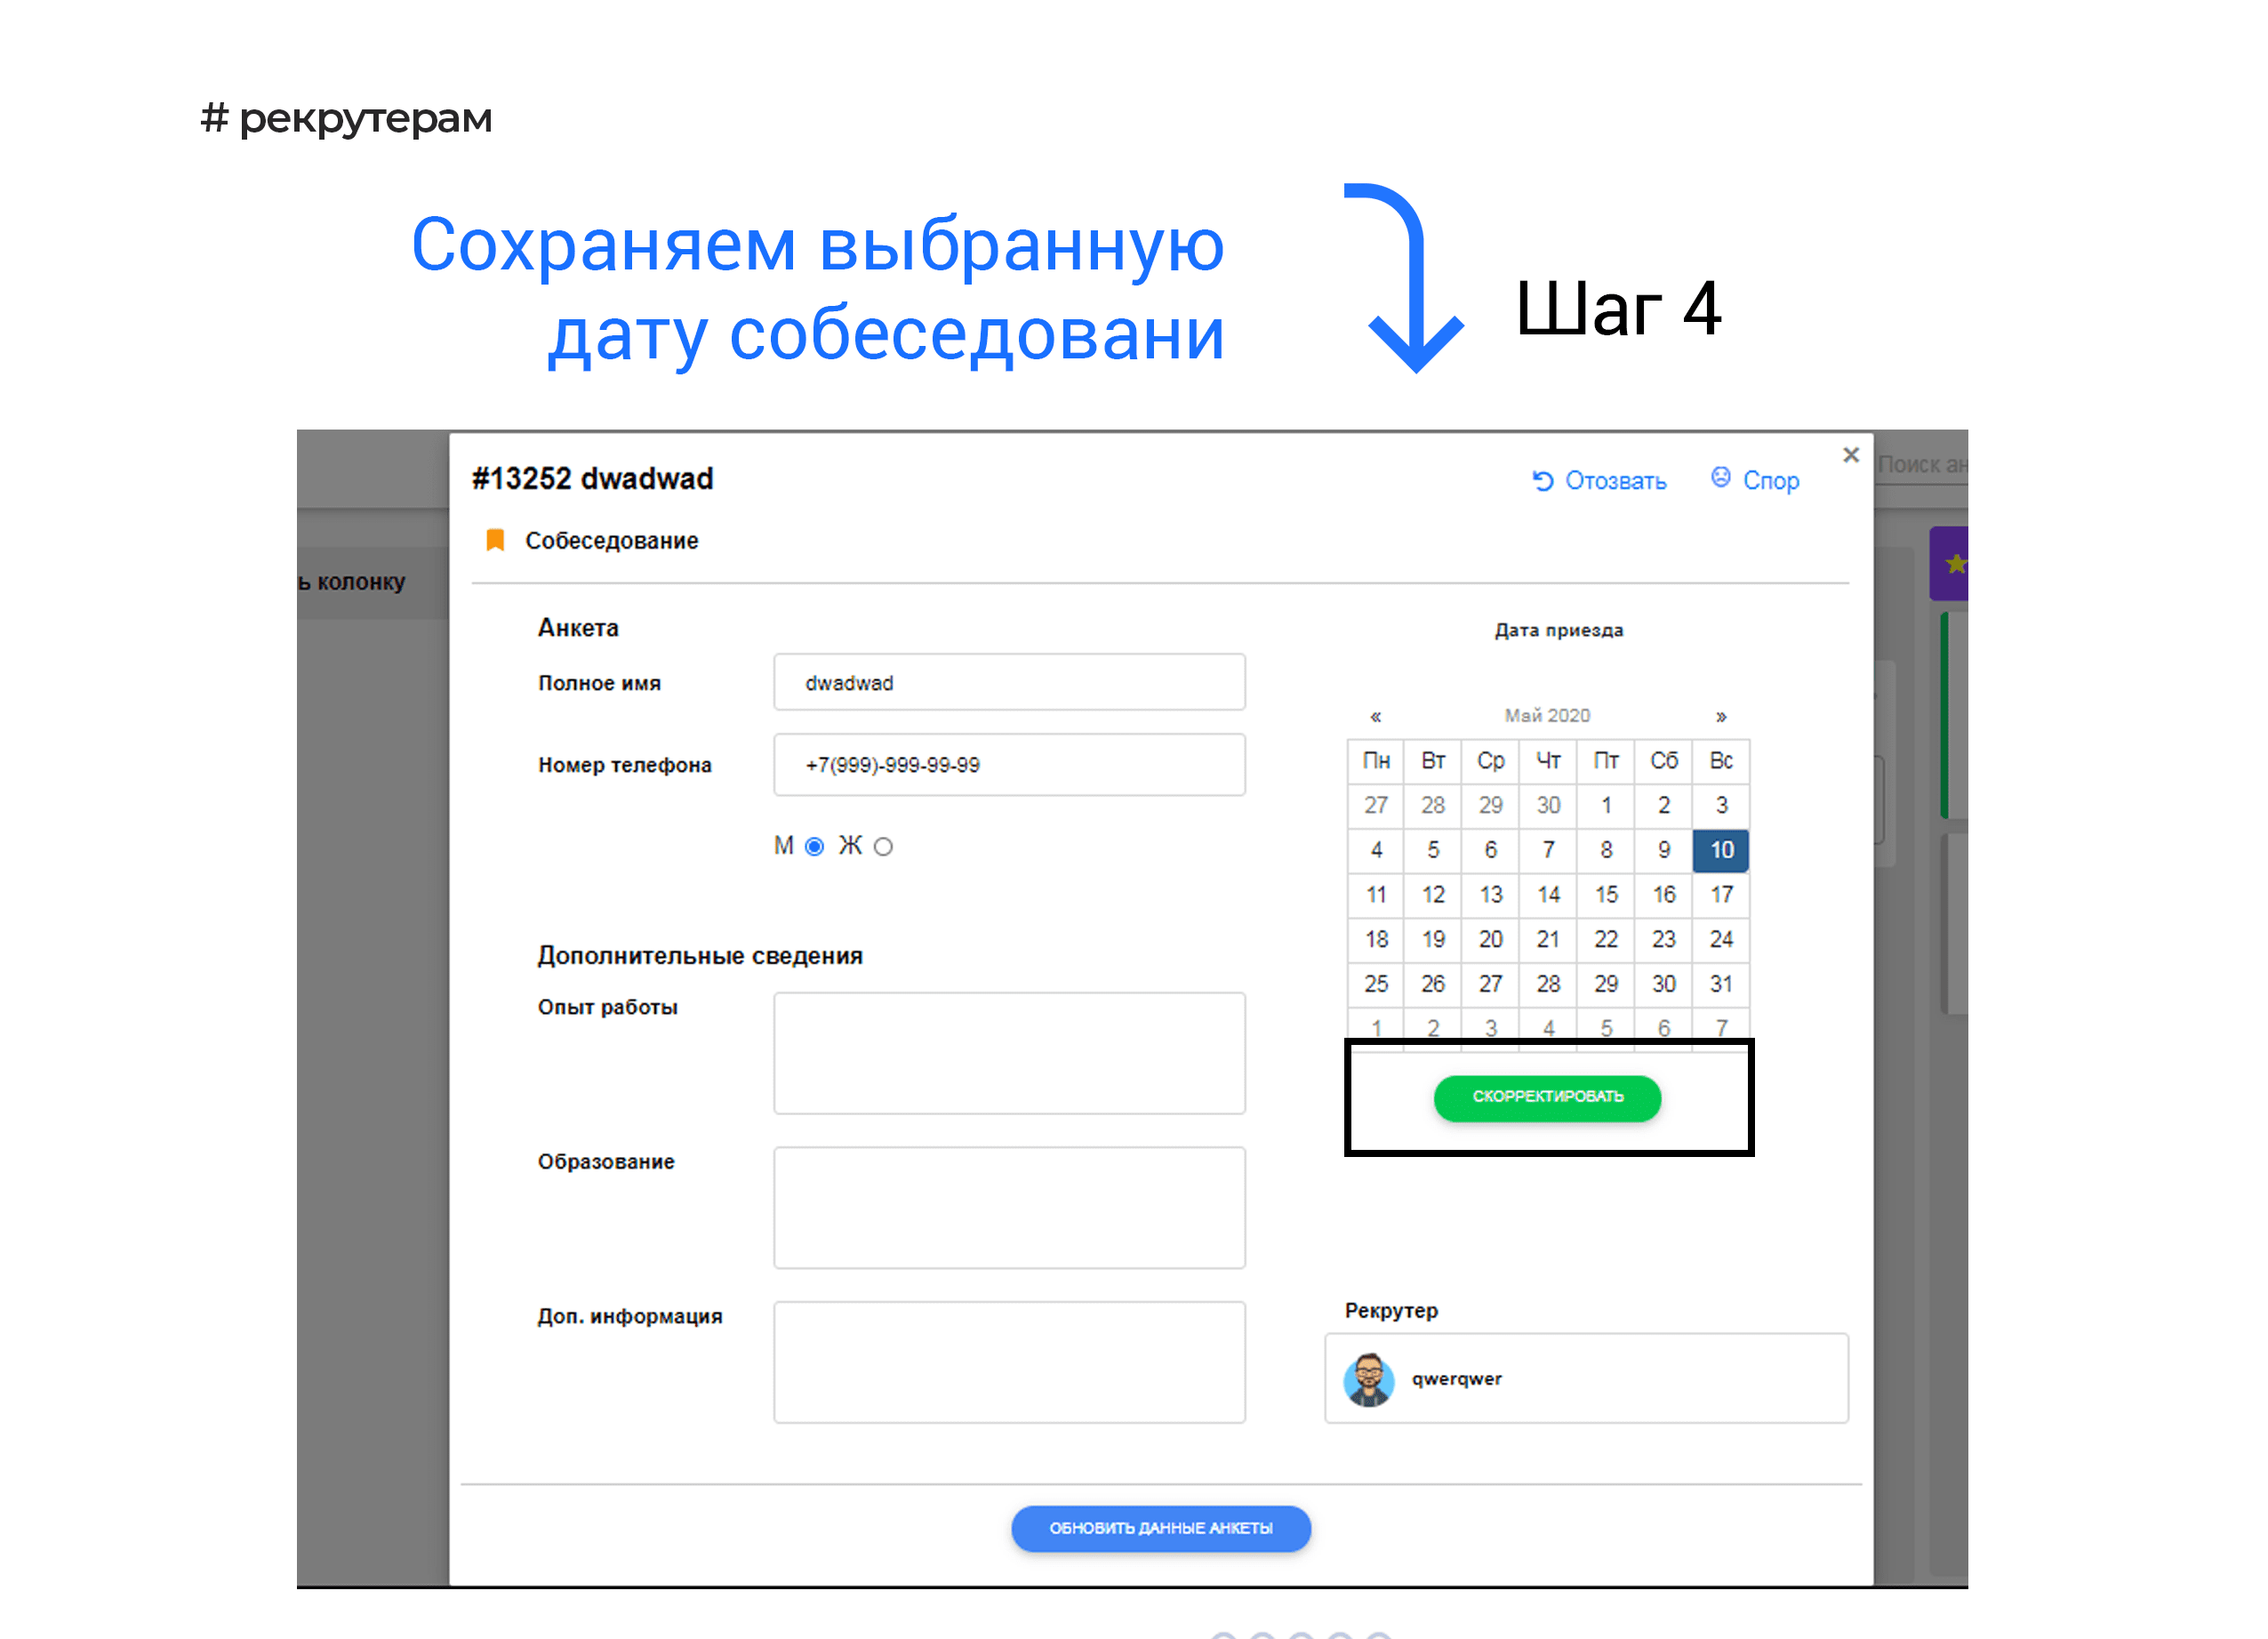 # рекрутерам
Сохраняем выбранную
дату собеседовани
Шаг 4
#13252 dwadwad
Отозвать
Спор
×
Поиск ан
Собеседование
ь колонку
Анкета
Полное имя
dwadwad
Номер телефона
+7(999)-999-99-99
М Ж
Дополнительные сведения
Опыт работы
Образование
Доп. информация
Дата приезда
« Май 2020 »
Пн Вт Ср Чт Пт Сб Вс
27 28 29 30 1 2 3
4 5 6 7 8 9 10
11 12 13 14 15 16 17
18 19 20 21 22 23 24
25 26 27 28 29 30 31
1 2 3 4 5 6 7
СКОРРЕКТИРОВАТЬ
Рекрутер
qwerqwer
ОБНОВИТЬ ДАННЫЕ АНКЕТЫ